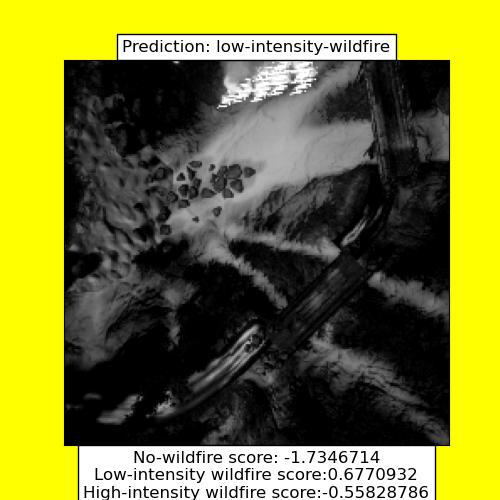 Prediction: low-intensity-wildfire
No-wildfire score: -1.7346714
Low-intensity wildfire score:0.6770932
High-intensity wildfire score:-0.55828786